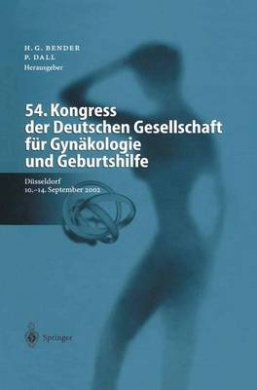 H. G. BENDER
P. DALL
Herausgeber
54. Kongress
der Deutschen Gesellschaft
für Gynäkologie
und Geburtshilfe
Düsseldorf
10.–14. September 2002
Springer